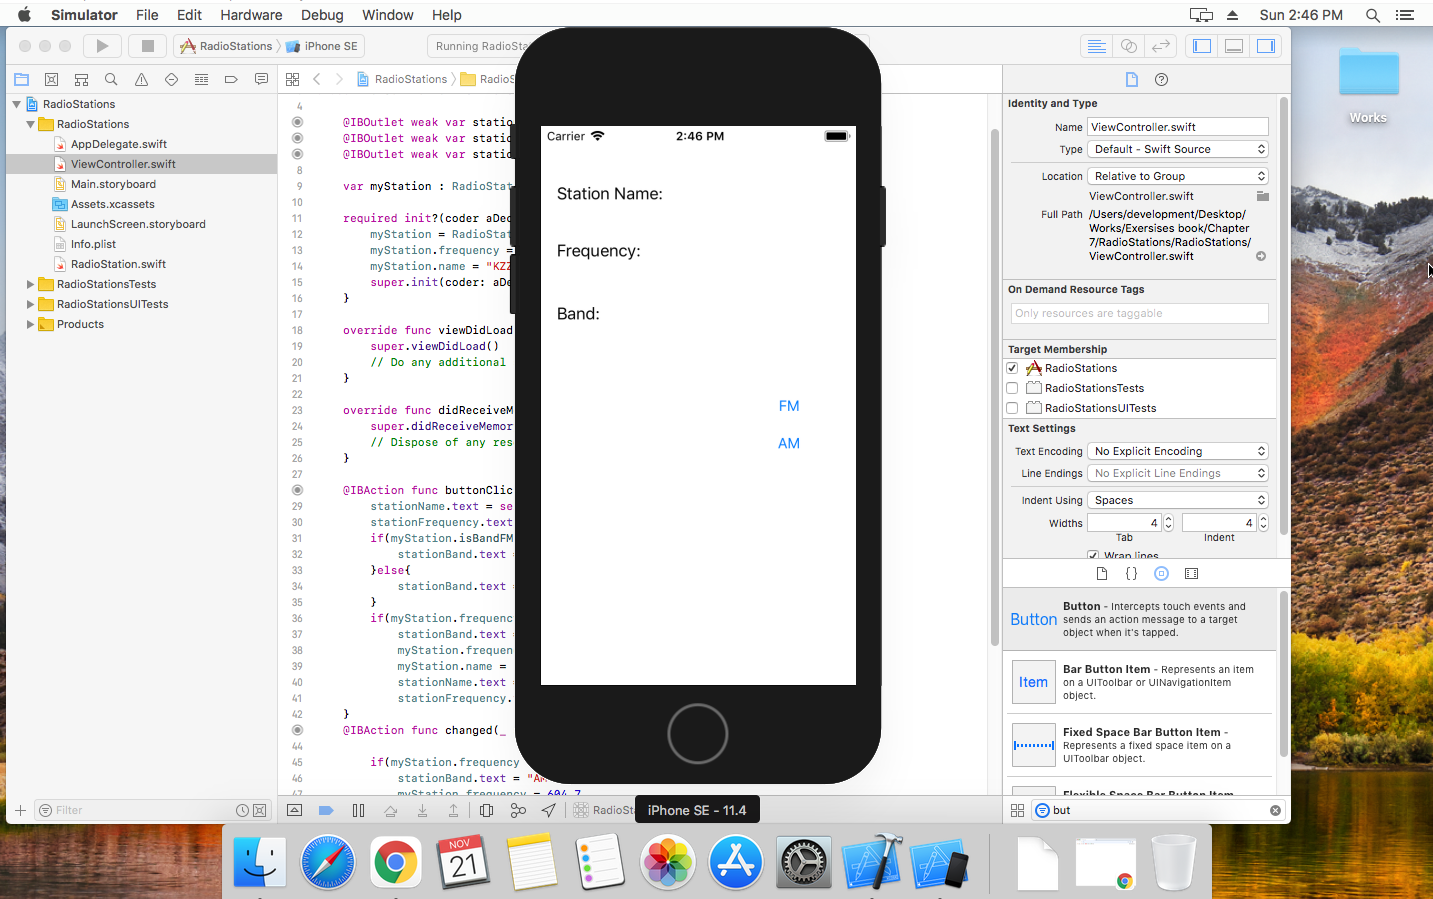 Simulator File Edit Hardware Debug Window Help Sun 2:46 PM
RadioStations iPhone SE Running RadioSta
RadioStations RadioS
RadioStations
RadioStations
AppDelegate.swift
ViewController.swift
Main.storyboard
Assets.xcassets
LaunchScreen.storyboard
Info.plist
RadioStation.swift
RadioStationsTests
RadioStationsUITests
Products
Filter
4
@IBOutlet weak var statio
@IBOutlet weak var statio
@IBOutlet weak var statio
8
9 var myStation : RadioStat
10
11 required init?(coder aDec
12 myStation = RadioStat
13 myStation.frequency =
14 myStation.name = "KZZ
15 super.init(coder: aDe
16 }
17
18 override func viewDidLoad
19 super.viewDidLoad()
20 // Do any additional
21 }
22
23 override func didReceiveM
24 super.didReceiveMemor
25 // Dispose of any res
26 }
27
@IBAction func buttonClic
29 stationName.text = se
30 stationFrequency.text
31 if(myStation.isBandFM
32 stationBand.text =
33 }else{
34 stationBand.text =
35 }
36 if(myStation.frequenc
37 stationBand.text =
38 myStation.frequen
39 myStation.name =
40 stationName.text
41 stationFrequency.
42 }
@IBAction func changed(_
44
45 if(myStation.frequency
46 stationBand.text = "AM
47 myStation.frequency = 604.7
RadioSta
Carrier 2:46 PM
Station Name:
Frequency:
Band:
FM
AM
iPhone SE - 11.4
Identity and Type
Name ViewController.swift
Type Default - Swift Source
Location Relative to Group
ViewController.swift
Full Path /Users/development/Desktop/
Works/Exersises book/Chapter
7/RadioStations/RadioStations/
ViewController.swift
On Demand Resource Tags
Only resources are taggable
Target Membership
RadioStations
RadioStationsTests
RadioStationsUITests
Text Settings
Text Encoding No Explicit Encoding
Line Endings No Explicit Line Endings
Indent Using Spaces
Widths 4 4
Tab Indent
Wrap lines
Button Button - Intercepts touch events and
sends an action message to a target
object when it's tapped.
Item Bar Button Item - Represents an item
on a UIToolbar or UINavigationItem
object.
Fixed Space Bar Button Item -
Represents a fixed space item on a
UIToolbar object.
Flexible Space Bar Button Item
but
Works
NOV
21